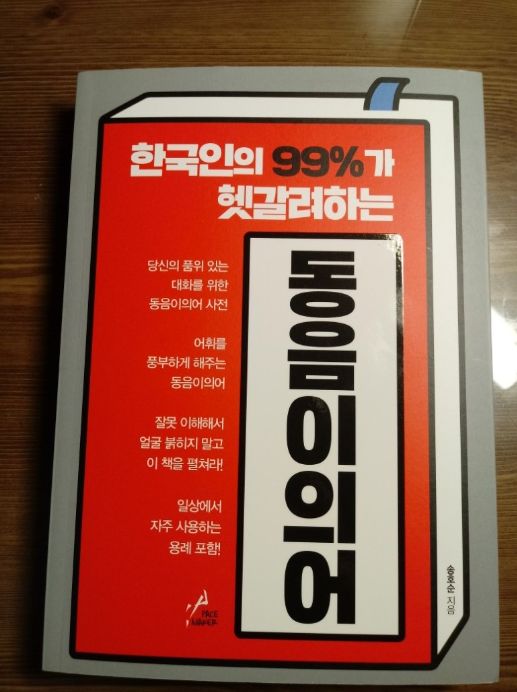 한국인의 99%가
헷갈려하는
동음이의어
당신의 품위 있는
대화를 위한
동음이의어 사전
어휘를
풍부하게 해주는
동음이의어
잘못 이해해서
얼굴 붉히지 말고
이 책을 펼쳐라!
일상에서
자주 사용하는
용례 포함!
송호순 지음
PACE
MAKER